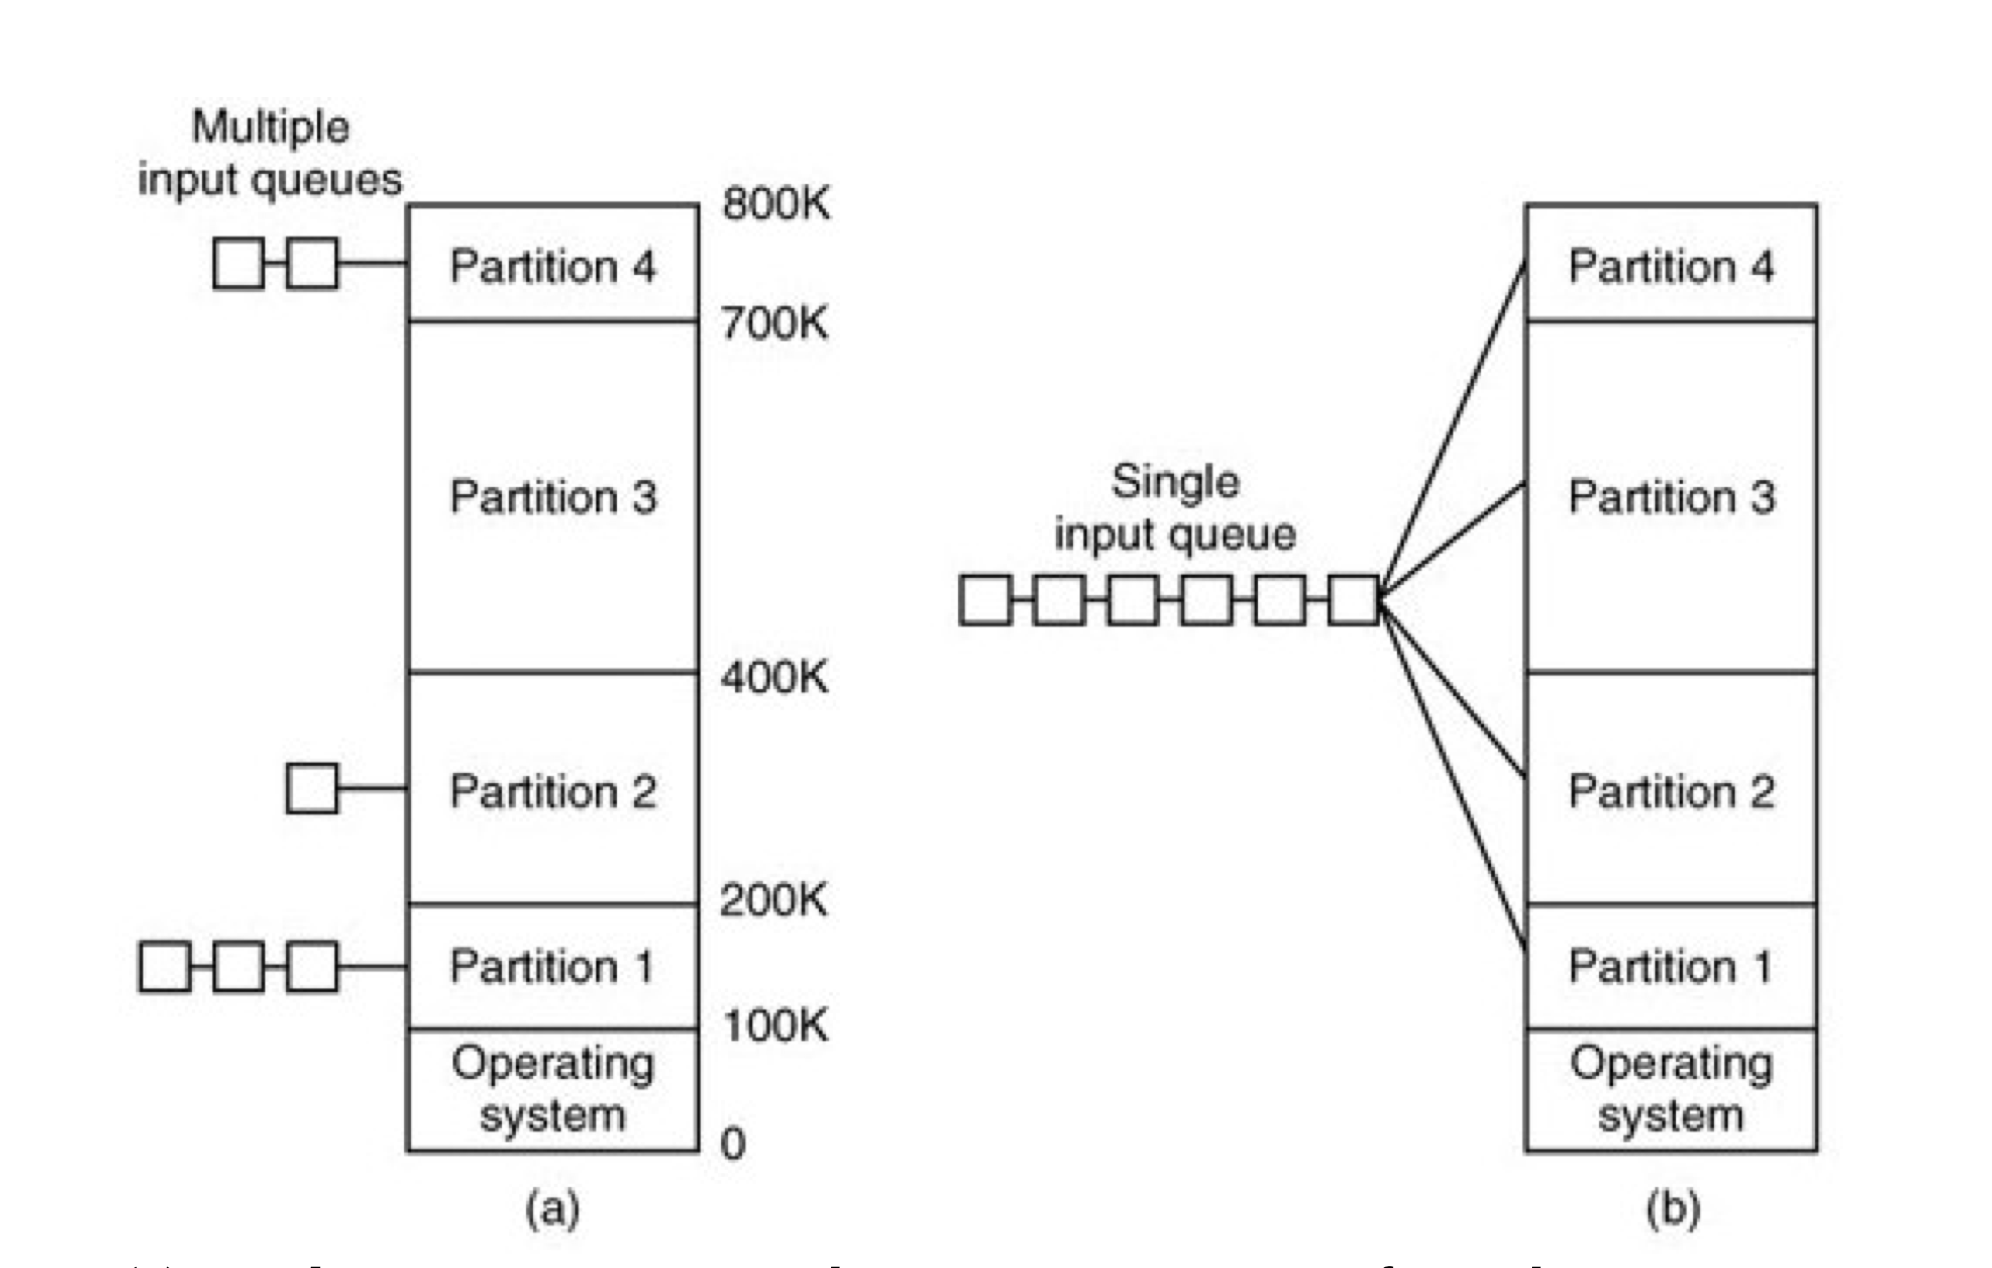 Multiple
input queues
800K
Partition 4
700K
Partition 3
400K
Partition 2
200K
Partition 1
100K
Operating
system
0
(a)
Single
input queue
Partition 4
Partition 3
Partition 2
Partition 1
Operating
system
(b)